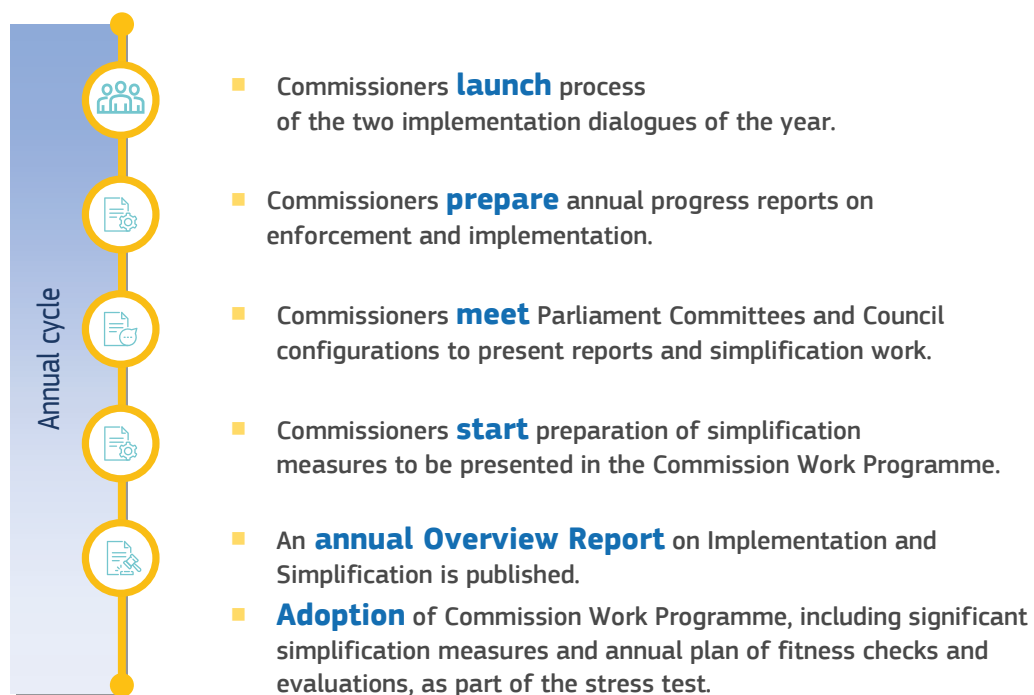 Annual cycle
Commissioners launch process
of the two implementation dialogues of the year.
Commissioners prepare annual progress reports on
enforcement and implementation.
Commissioners meet Parliament Committees and Council
configurations to present reports and simplification work.
Commissioners start preparation of simplification
measures to be presented in the Commission Work Programme.
An annual Overview Report on Implementation and
Simplification is published.
Adoption of Commission Work Programme, including significant
simplification measures and annual plan of fitness checks and
evaluations, as part of the stress test.